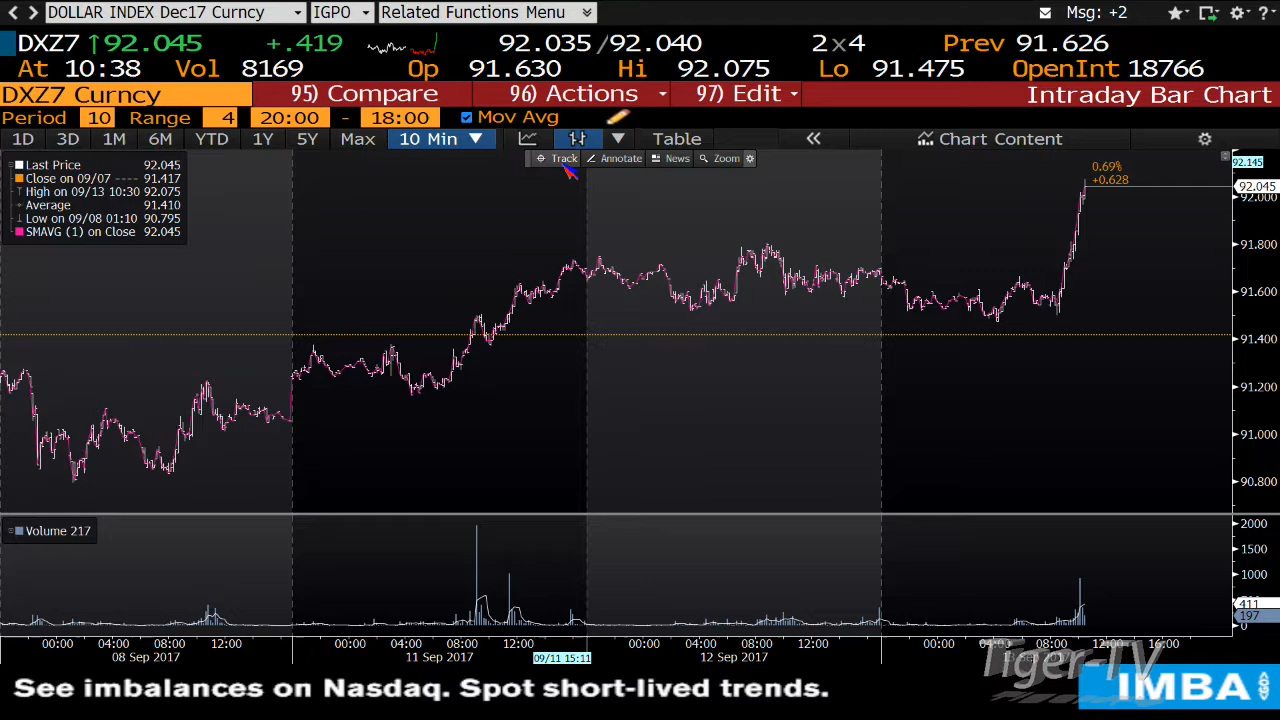 DOLLAR INDEX Dec17 Curncy IGPO Related Functions Menu Msg: +2 ?
DXZ7 ↑92.045 +.419 92.035/92.040 2x4 Prev 91.626
At 10:38 Vol 8169 Op 91.630 Hi 92.075 Lo 91.475 OpenInt 18766
DXZ7 Curncy 95) Compare 96) Actions 97) Edit Intraday Bar Chart
Period 10 Range 4 20:00 - 18:00 Mov Avg
1D 3D 1M 6M YTD 1Y 5Y Max 10 Min Table « Chart Content
Track Annotate News Zoom
Last Price 92.045
Close on 09/07 ---- 91.417
High on 09/13 10:30 92.075
Average 91.410
Low on 09/08 01:10 90.795
SMAVG (1) on Close 92.045
0.69%
+0.628
92.145
92.045
92.000
91.800
91.600
91.400
91.200
91.000
90.800
Volume 217
2000
1500
1000
411
197
0
00:00 04:00 08:00 12:00 00:00 04:00 08:00 12:00 00:00 04:00 08:00 12:00 00:00 04:00 08:00 12:00 16:00
08 Sep 2017 11 Sep 2017 09/11 15:11 12 Sep 2017
Tiger-TV
See imbalances on Nasdaq. Spot short-lived trends.
IMBA <GO>